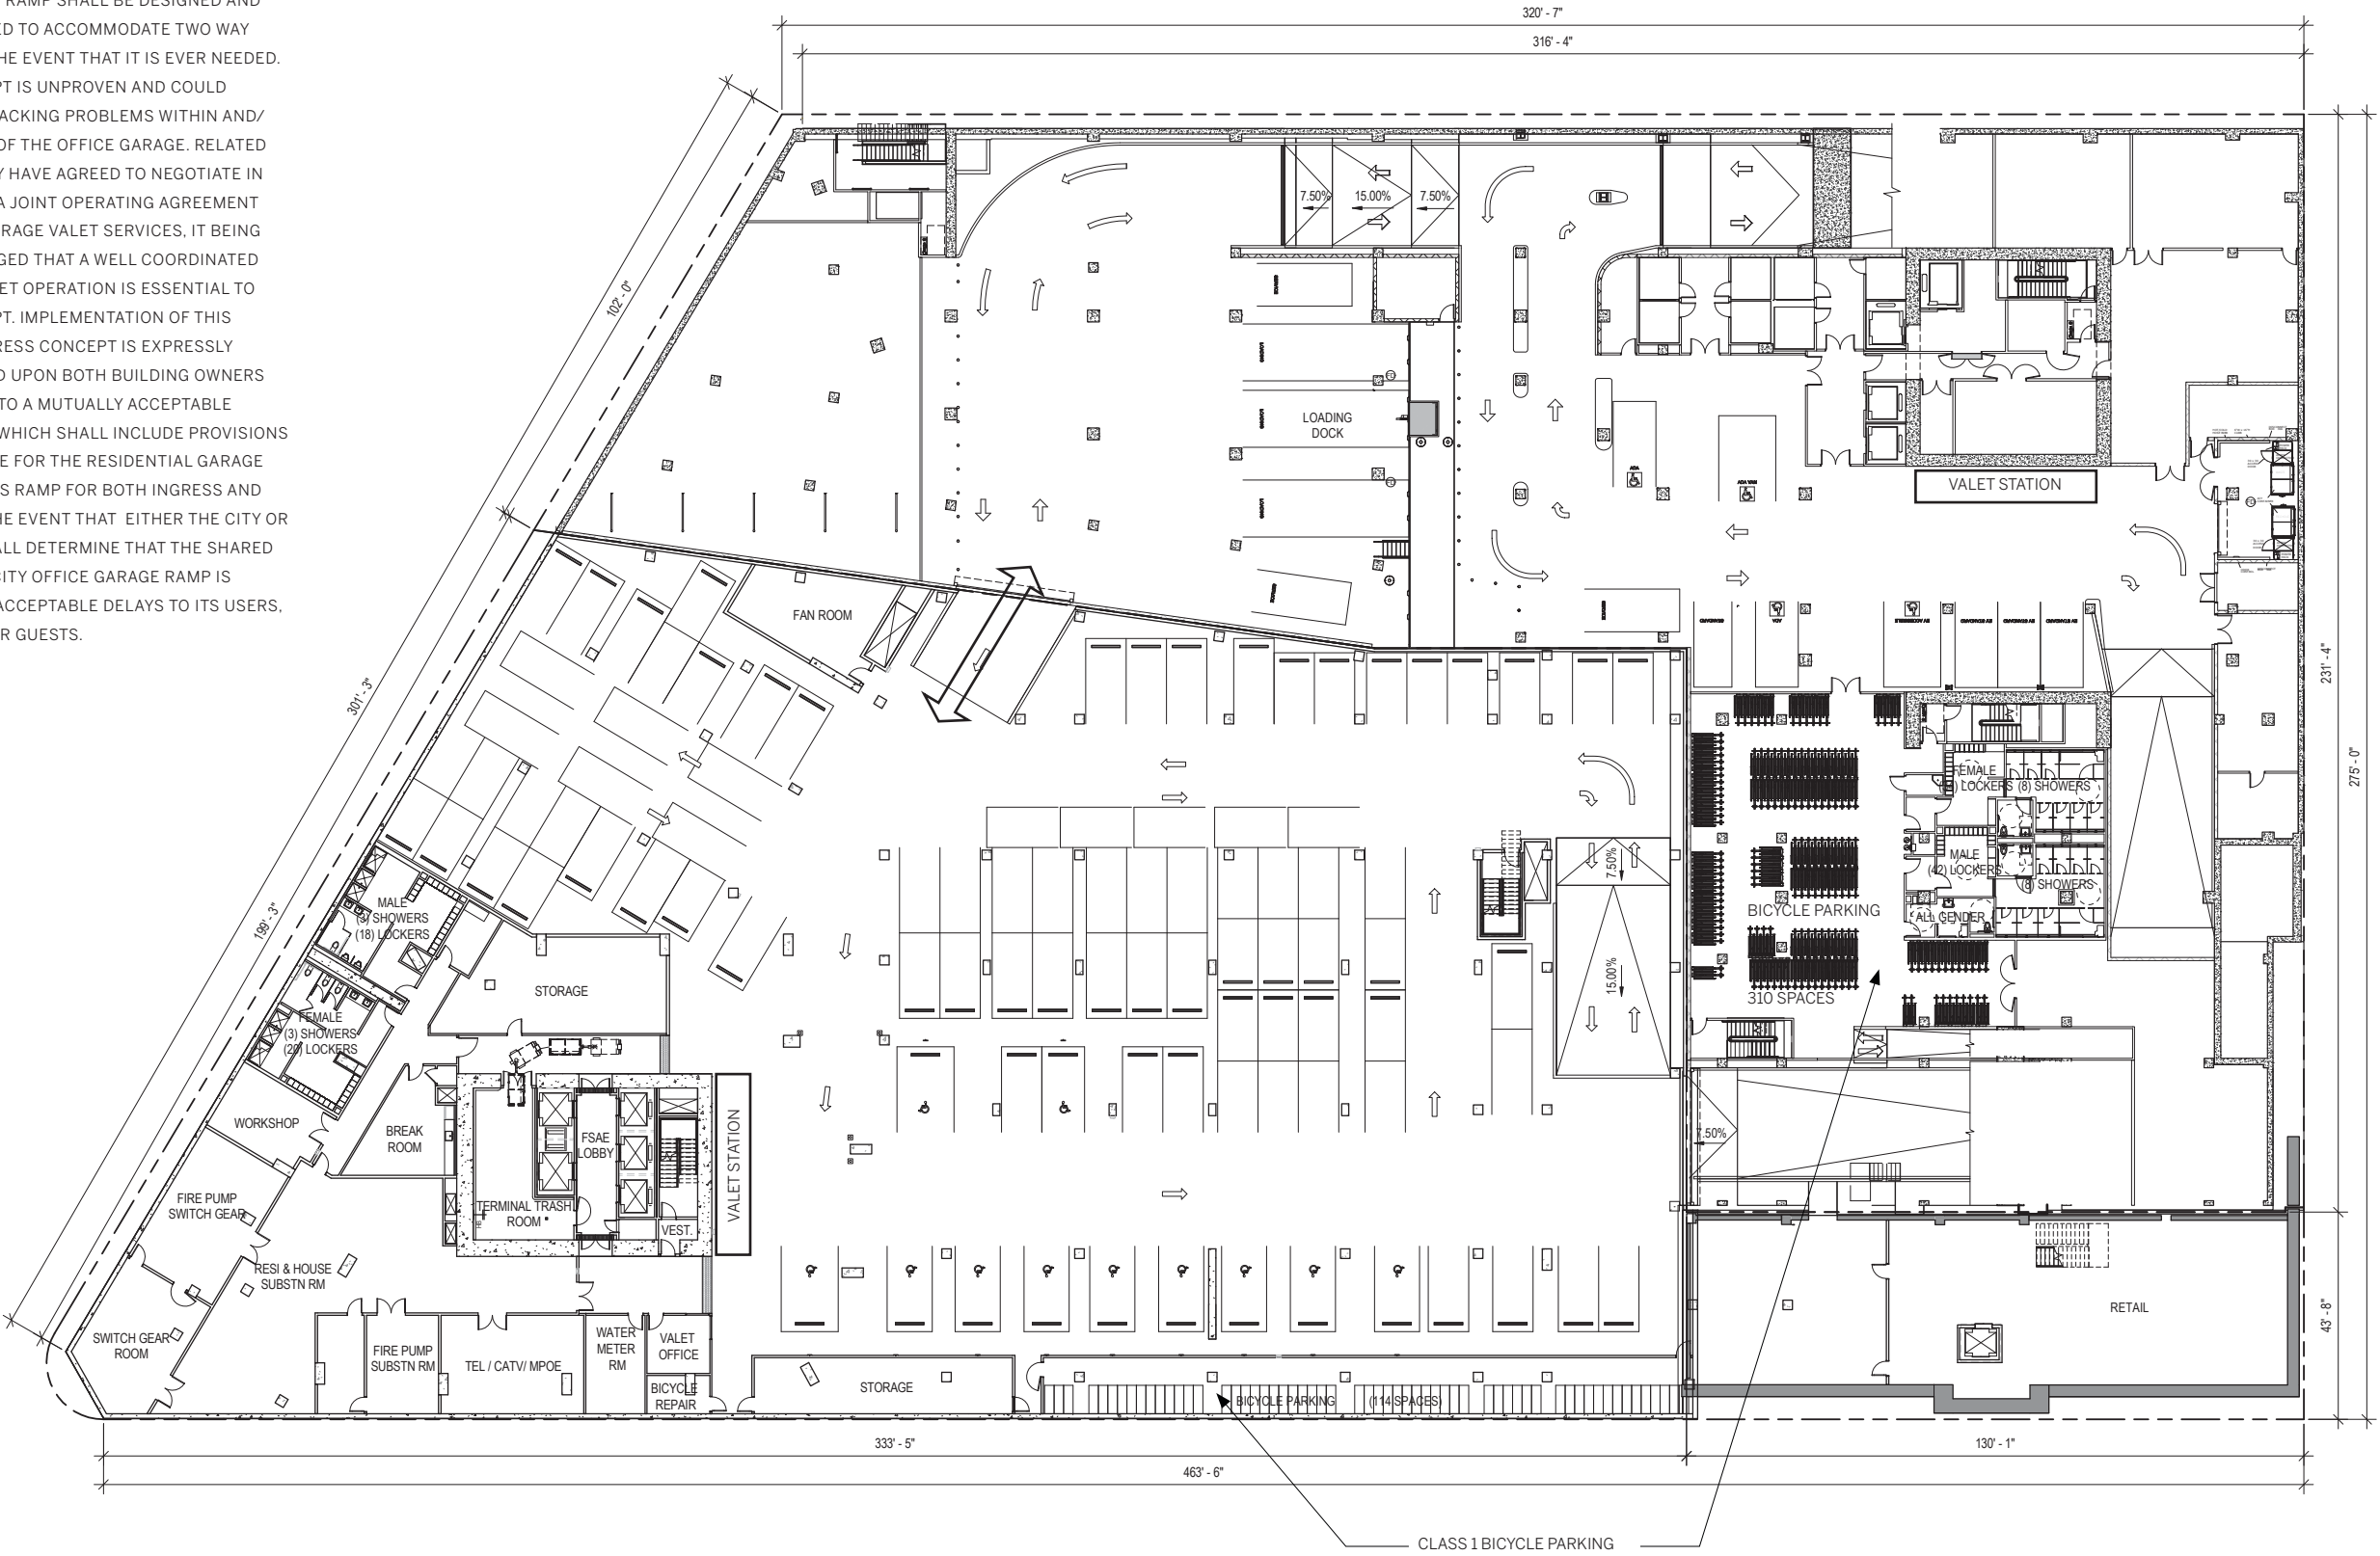 RAMP SHALL BE DESIGNED AND
ED TO ACCOMMODATE TWO WAY
HE EVENT THAT IT IS EVER NEEDED.
PT IS UNPROVEN AND COULD
ACKING PROBLEMS WITHIN AND/
OF THE OFFICE GARAGE. RELATED
Y HAVE AGREED TO NEGOTIATE IN
A JOINT OPERATING AGREEMENT
RAGE VALET SERVICES, IT BEING
GED THAT A WELL COORDINATED
ET OPERATION IS ESSENTIAL TO
PT. IMPLEMENTATION OF THIS
RESS CONCEPT IS EXPRESSLY
D UPON BOTH BUILDING OWNERS
TO A MUTUALLY ACCEPTABLE
WHICH SHALL INCLUDE PROVISIONS
E FOR THE RESIDENTIAL GARAGE
S RAMP FOR BOTH INGRESS AND
HE EVENT THAT EITHER THE CITY OR
ALL DETERMINE THAT THE SHARED
CITY OFFICE GARAGE RAMP IS
ACCEPTABLE DELAYS TO ITS USERS,
R GUESTS.
320' - 7"
316' - 4"
102' - 0"
301' - 3"
199' - 3"
7.50%
15.00%
7.50%
LOADING
DOCK
ADA
ADA VAN
VALET STATION
231' - 4"
275' - 0"
43' - 8"
FAN ROOM
ADA
FEMALE
LOCKERS (8) SHOWERS
MALE
(42) LOCKERS
(8) SHOWERS
ALL GENDER
BICYCLE PARKING
310 SPACES
7.50%
15.00%
7.50%
MALE
(3) SHOWERS
(18) LOCKERS
STORAGE
FEMALE
(3) SHOWERS
(20) LOCKERS
WORKSHOP
BREAK
ROOM
FSAE
LOBBY
VALET STATION
FIRE PUMP
SWITCH GEAR
TERMINAL TRASH
ROOM
VEST.
RESI & HOUSE
SUBSTN RM
SWITCH GEAR
ROOM
FIRE PUMP
SUBSTN RM
TEL / CATV/ MPOE
WATER
METER
RM
VALET
OFFICE
BICYCLE
REPAIR
STORAGE
BICYCLE PARKING (114 SPACES)
RETAIL
333' - 5"
130' - 1"
463' - 6"
CLASS 1 BICYCLE PARKING